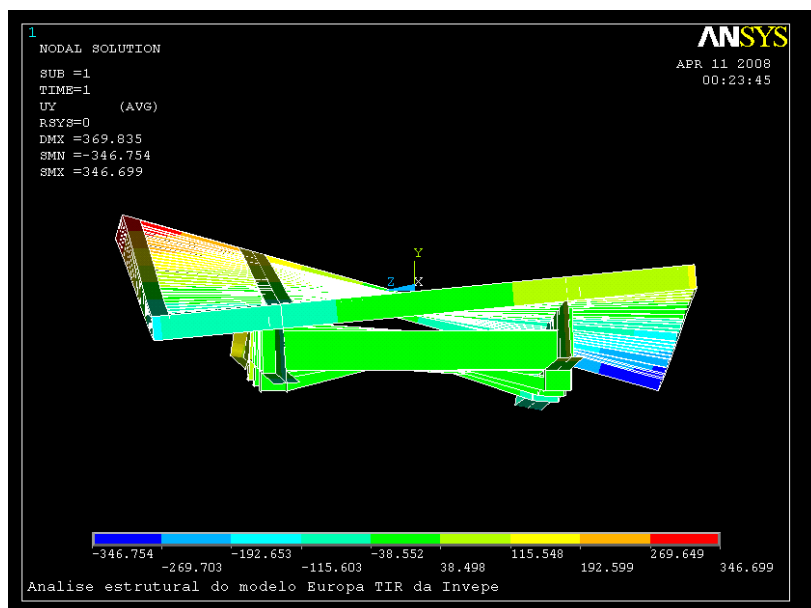 1
NODAL SOLUTION
ANSYS
APR 11 2008
00:23:45
SUB =1
TIME=1
UY (AVG)
RSYS=0
DMX =369.835
SMN =-346.754
SMX =346.699
Y
Z X
-346.754 -192.653 -38.552 115.548 269.649
-269.703 -115.603 38.498 192.599 346.699
Analise estrutural do modelo Europa TIR da Invepe